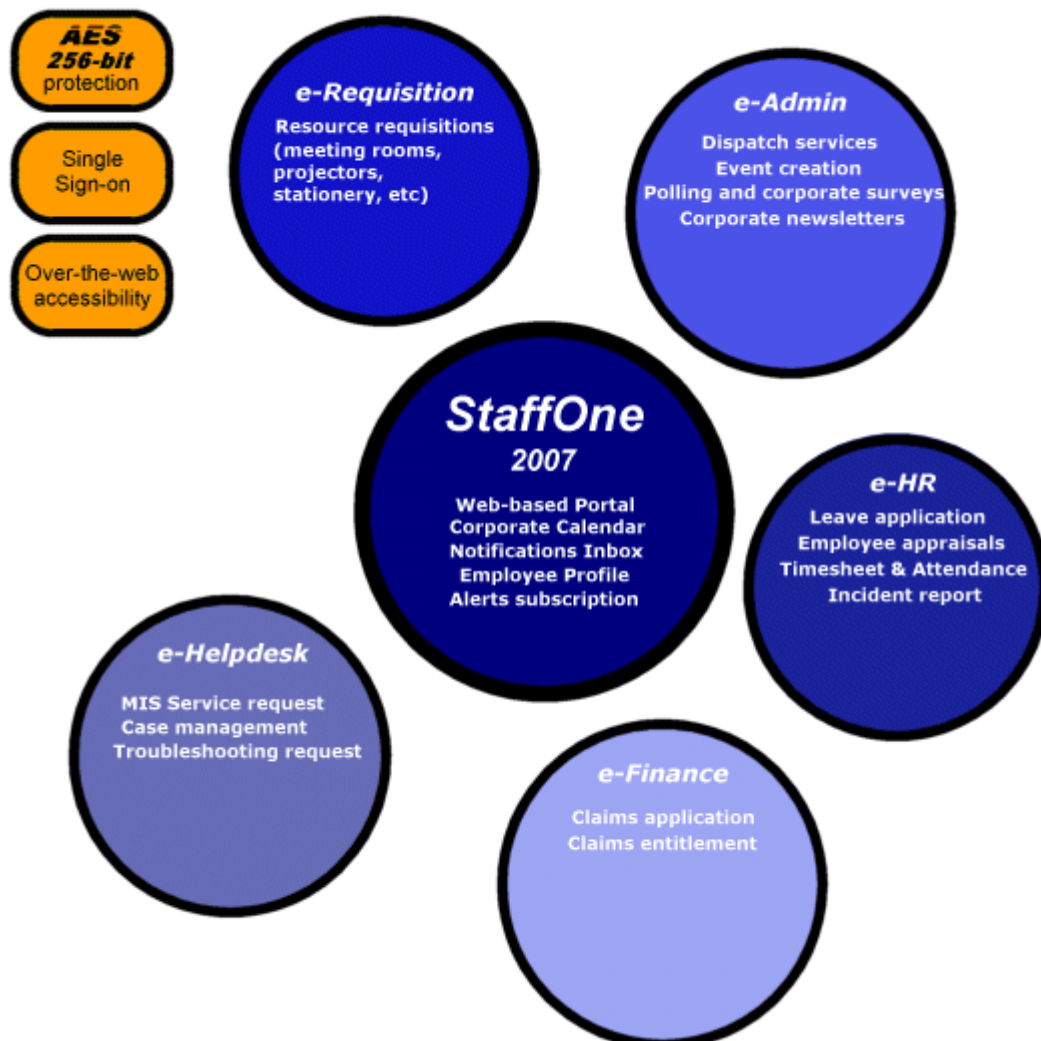 AES
256-bit
protection
Single
Sign-on
Over-the-web
accessibility
e-Requisition
Resource requisitions
(meeting rooms,
projectors,
stationery, etc)
e-Admin
Dispatch services
Event creation
Polling and corporate surveys
Corporate newsletters
StaffOne
2007
Web-based Portal
Corporate Calendar
Notifications Inbox
Employee Profile
Alerts subscription
e-HR
Leave application
Employee appraisals
Timesheet & Attendance
Incident report
e-Helpdesk
MIS Service request
Case management
Troubleshooting request
e-Finance
Claims application
Claims entitlement